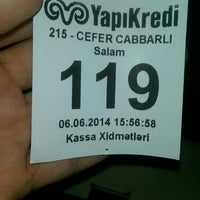 YapıKredi
215 - CEFER CABBARLI
Salam
119
06.06.2014 15:56:58
Kassa Xidmətləri